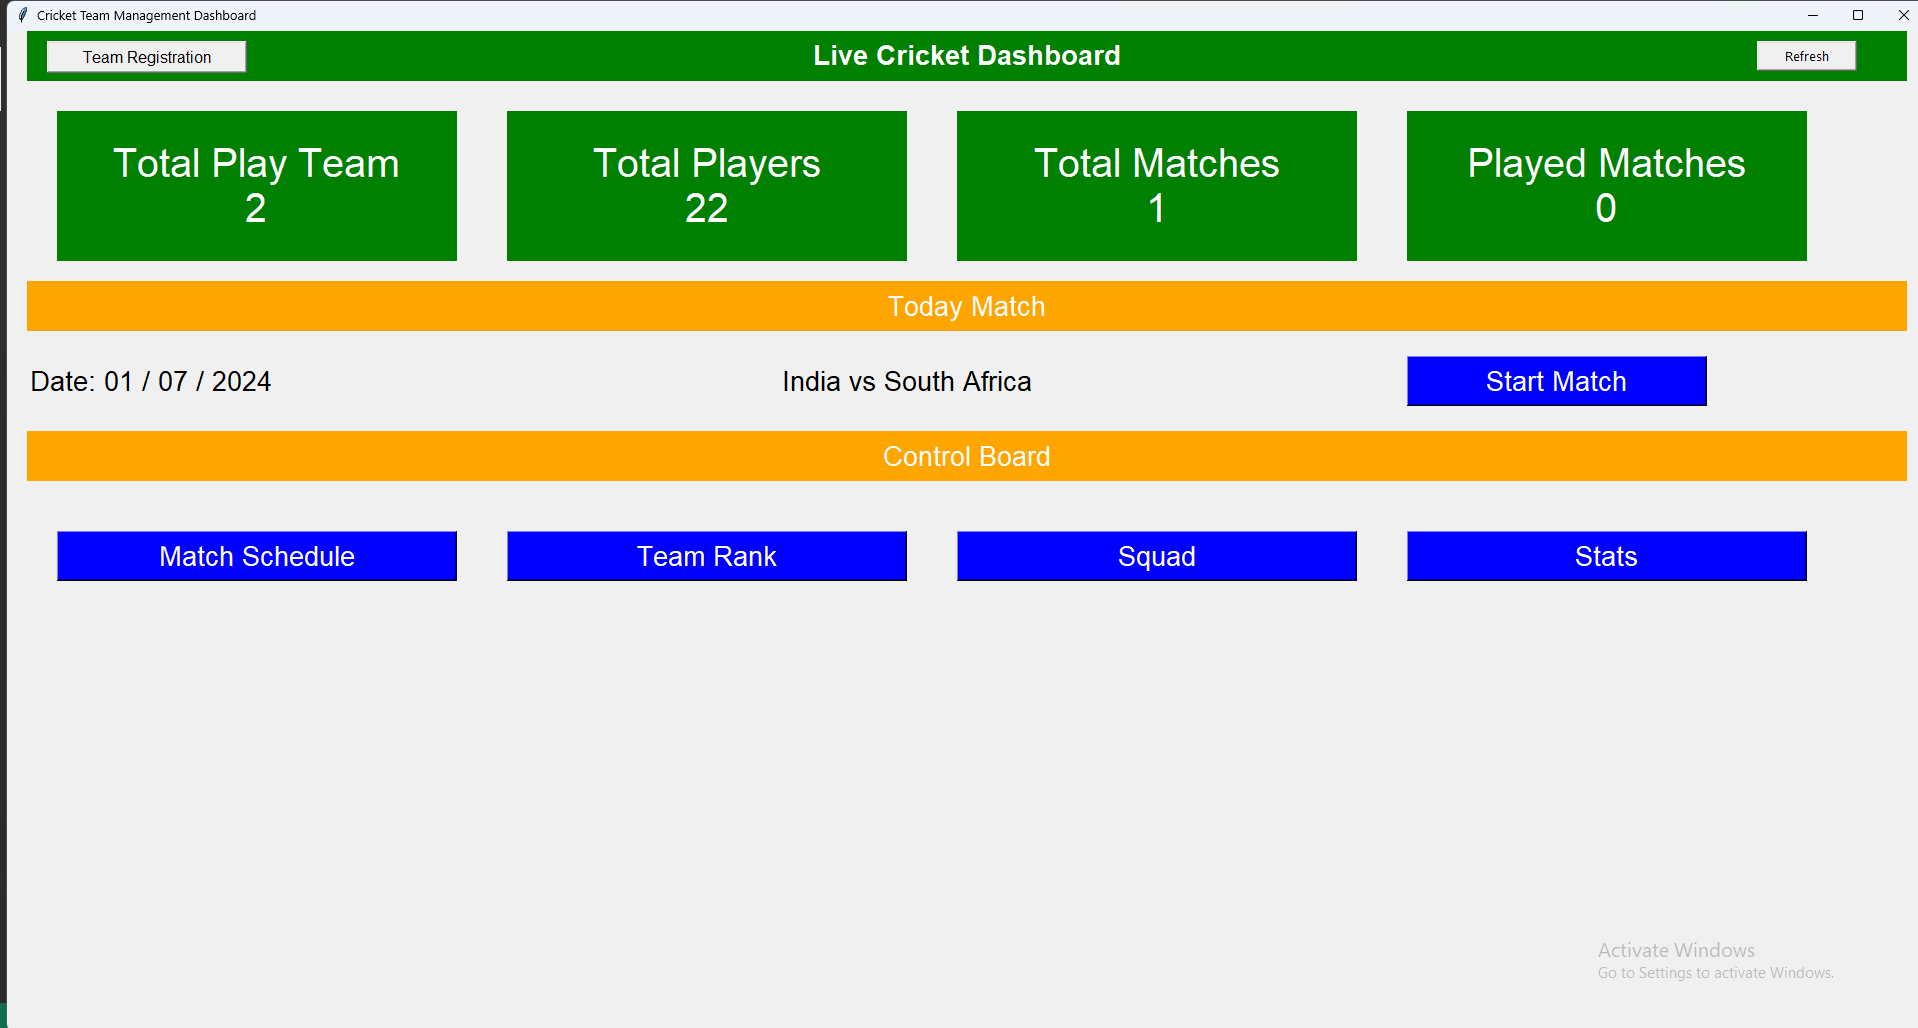 Cricket Team Management Dashboard
Team Registration
Live Cricket Dashboard
Refresh
Total Play Team
2
Total Players
22
Total Matches
1
Played Matches
0
Today Match
Date: 01 / 07 / 2024
India vs South Africa
Start Match
Control Board
Match Schedule
Team Rank
Squad
Stats
Activate Windows
Go to Settings to activate Windows.